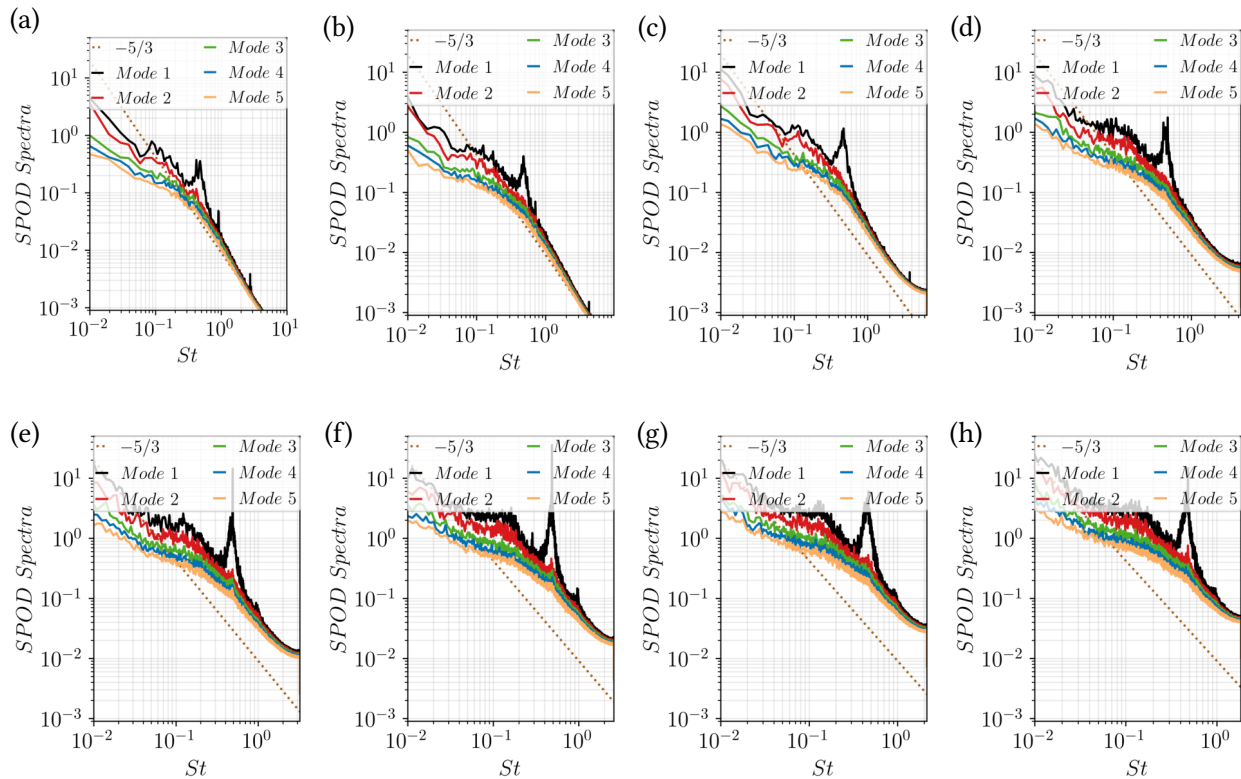 (a)
(b)
(c)
(d)
−5/3
Mode 1
Mode 2
Mode 3
Mode 4
Mode 5
10^1
10^0
10^−1
10^−2
10^−3
SPOD Spectra
10^−2 10^−1 10^0 10^1
St
−5/3
Mode 1
Mode 2
Mode 3
Mode 4
Mode 5
10^1
10^0
10^−1
10^−2
10^−3
SPOD Spectra
10^−2 10^−1 10^0
St
−5/3
Mode 1
Mode 2
Mode 3
Mode 4
Mode 5
10^1
10^0
10^−1
10^−2
10^−3
SPOD Spectra
10^−2 10^−1 10^0
St
−5/3
Mode 1
Mode 2
Mode 3
Mode 4
Mode 5
10^1
10^0
10^−1
10^−2
10^−3
SPOD Spectra
10^−2 10^−1 10^0
St
(e)
(f)
(g)
(h)
−5/3
Mode 1
Mode 2
Mode 3
Mode 4
Mode 5
10^1
10^0
10^−1
10^−2
10^−3
SPOD Spectra
10^−2 10^−1 10^0
St
−5/3
Mode 1
Mode 2
Mode 3
Mode 4
Mode 5
10^1
10^0
10^−1
10^−2
10^−3
SPOD Spectra
10^−2 10^−1 10^0
St
−5/3
Mode 1
Mode 2
Mode 3
Mode 4
Mode 5
10^1
10^0
10^−1
10^−2
10^−3
SPOD Spectra
10^−2 10^−1 10^0
St
−5/3
Mode 1
Mode 2
Mode 3
Mode 4
Mode 5
10^1
10^0
10^−1
10^−2
10^−3
SPOD Spectra
10^−2 10^−1 10^0
St